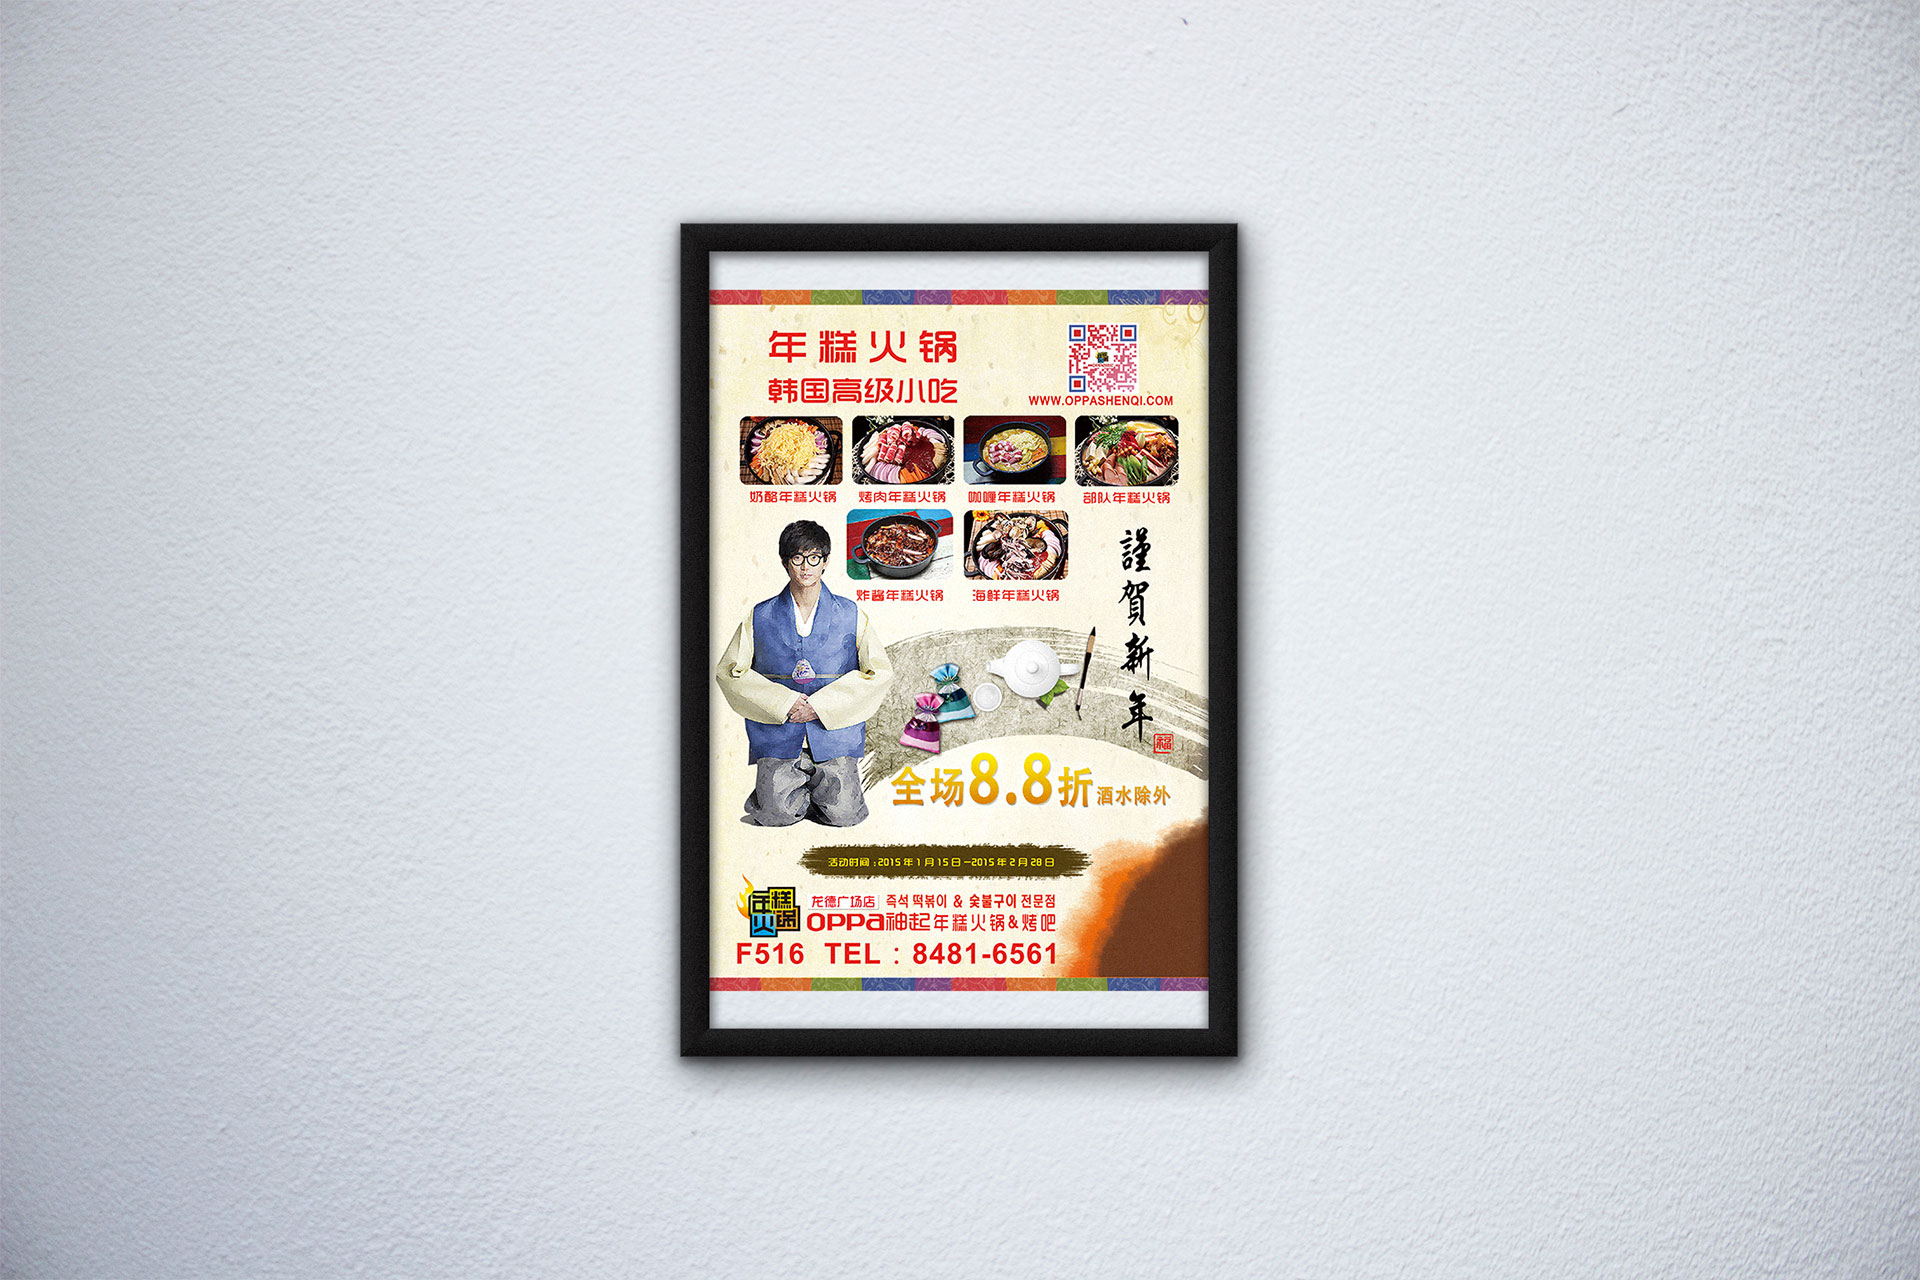 年糕火锅
韩国高级小吃
WWW.OPPASHENQI.COM
奶酪年糕火锅
烤肉年糕火锅
咖喱年糕火锅
部队年糕火锅
炸酱年糕火锅
海鲜年糕火锅
謹賀新年
福
全场8.8折酒水除外
活动时间:2015年1月15日-2015年2月28日
年糕火锅
龙德广场店 즉석 떡볶이 & 숯불구이 전문점
OPPA神起年糕火锅&烤吧
F516 TEL:8481-6561